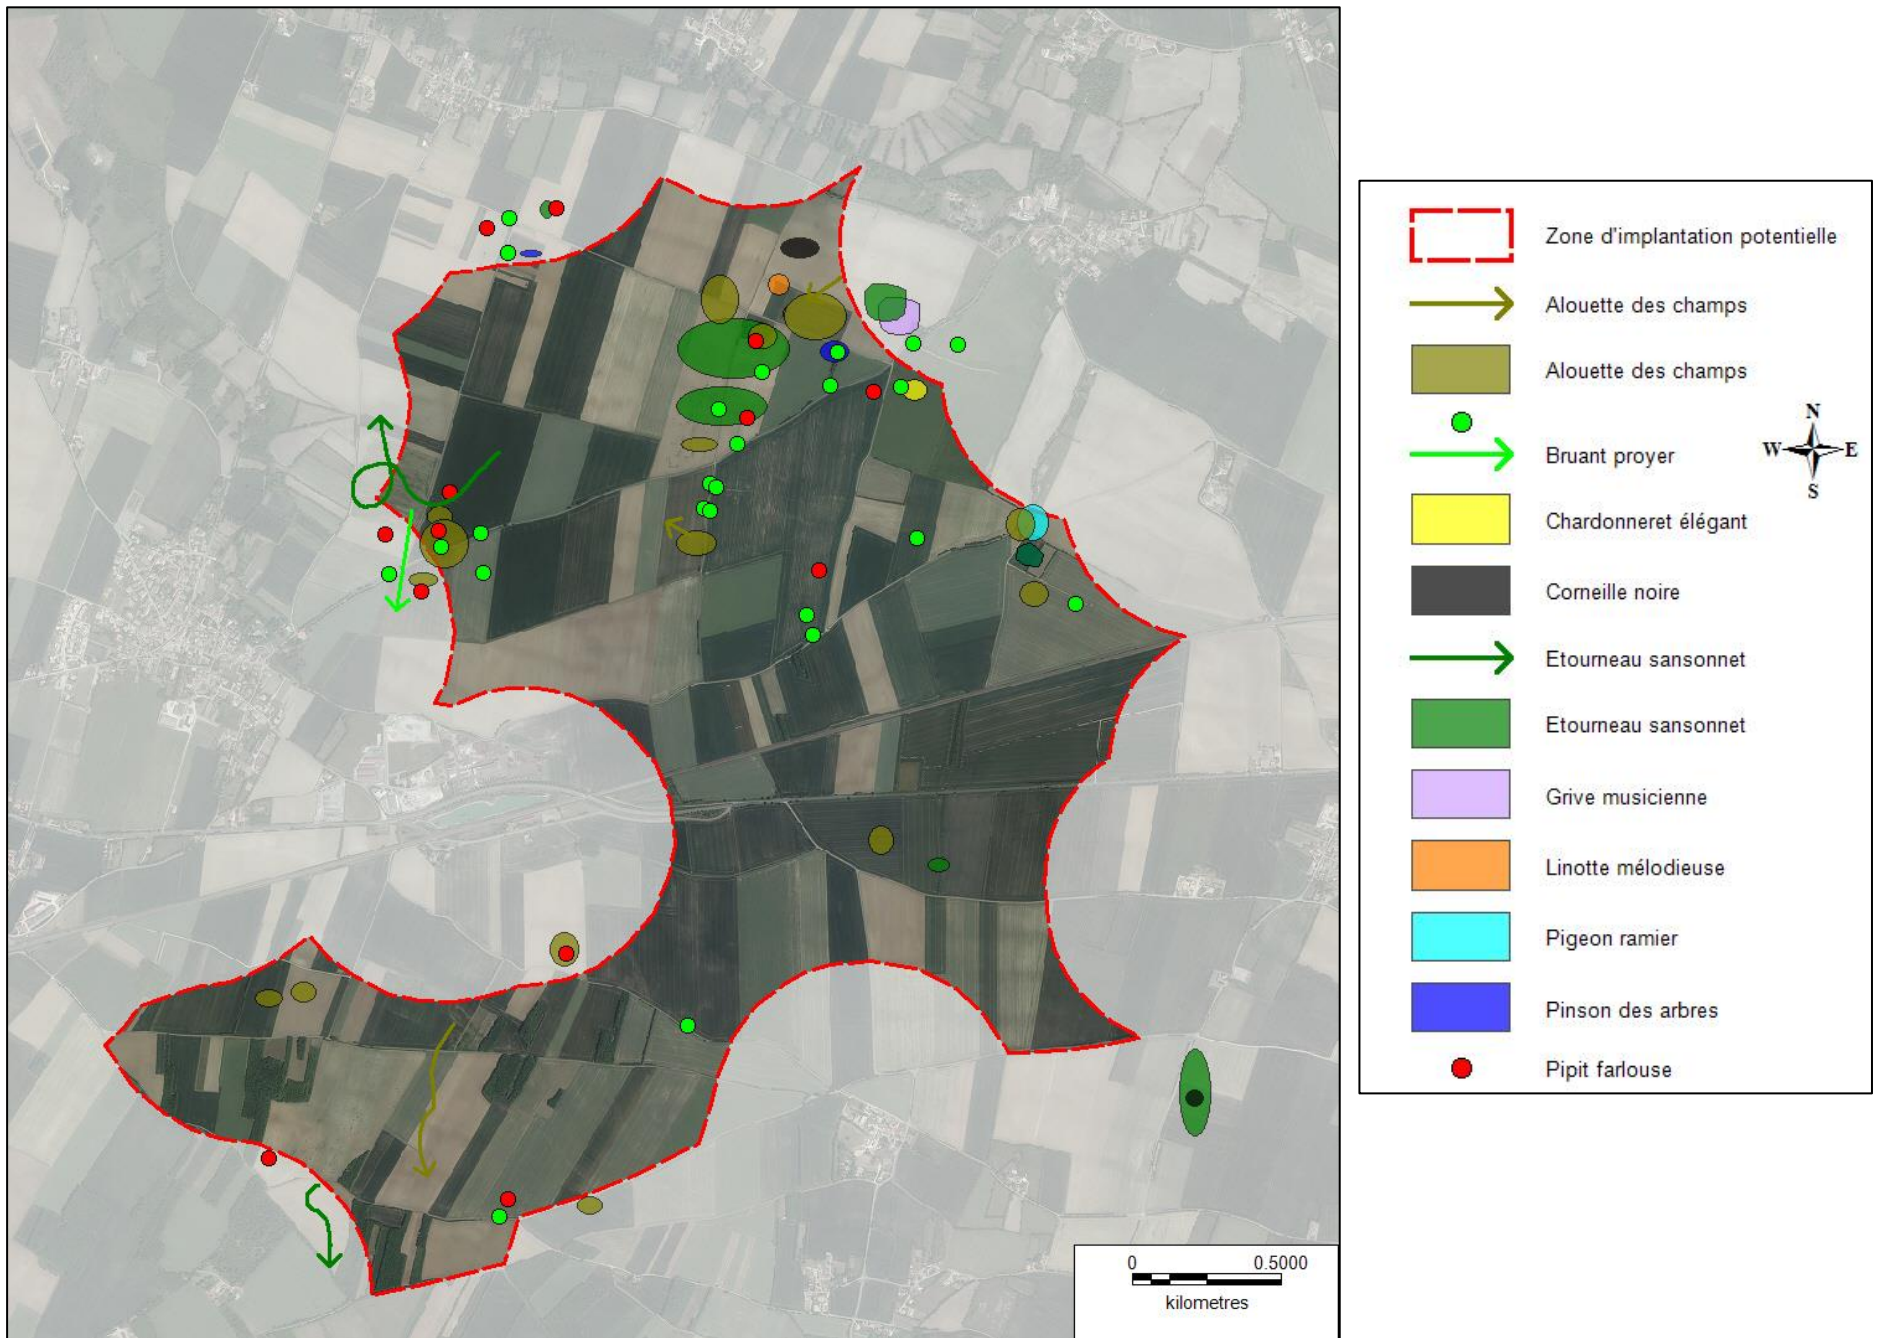 Zone d'implantation potentielle
Alouette des champs
Alouette des champs
Bruant proyer
Chardonneret élégant
Corneille noire
Etourneau sansonnet
Etourneau sansonnet
Grive musicienne
Linotte mélodieuse
Pigeon ramier
Pinson des arbres
Pipit farlouse
N
W E
S
0 0.5000
kilometres